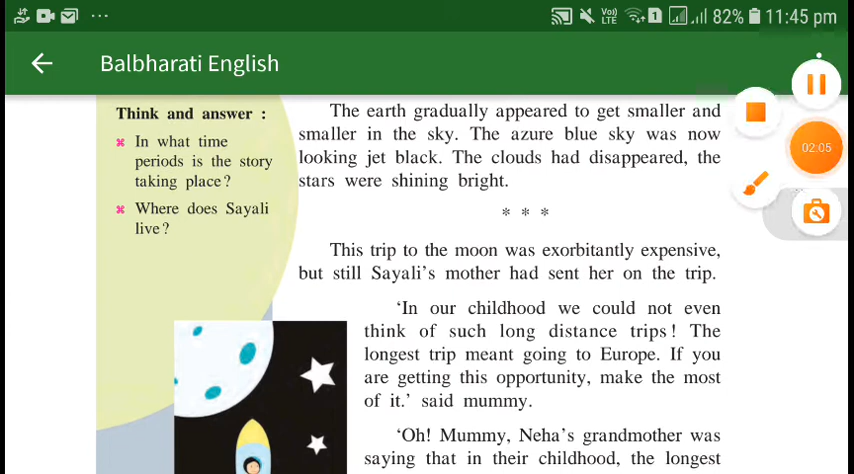 82% 11:45 pm
Vo))
LTE
1
Balbharati English
02:05
Think and answer :
In what time
periods is the story
taking place?
Where does Sayali
live?
The earth gradually appeared to get smaller and
smaller in the sky. The azure blue sky was now
looking jet black. The clouds had disappeared, the
stars were shining bright.
* * *
This trip to the moon was exorbitantly expensive,
but still Sayali's mother had sent her on the trip.
‘In our childhood we could not even
think of such long distance trips! The
longest trip meant going to Europe. If you
are getting this opportunity, make the most
of it.’ said mummy.
‘Oh! Mummy, Neha’s grandmother was
saying that in their childhood, the longest